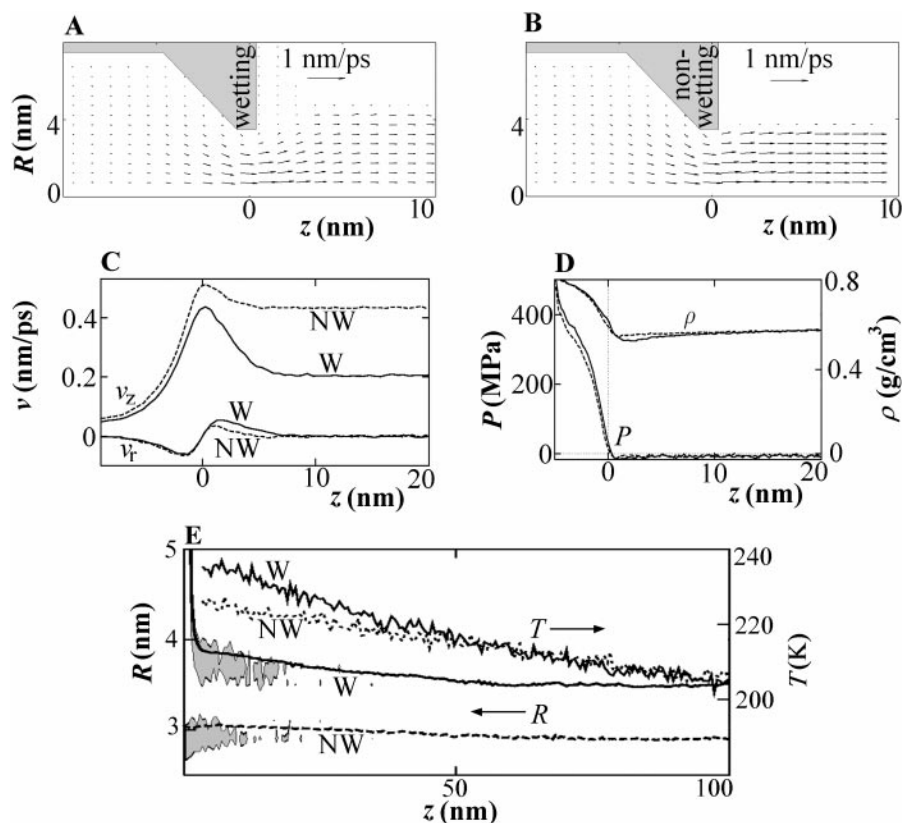 A
1 nm/ps
wetting
R (nm)
4
0
0
10
z (nm)
B
1 nm/ps
non-
wetting
4
0
0
10
z (nm)
C
v (nm/ps)
0.4
0.2
0
NW
W
vz
W
NW
vr
0
10
20
z (nm)
D
P (MPa)
400
200
0
ρ
P
0.8
0.4
0
ρ (g/cm³)
0
10
20
z (nm)
E
R (nm)
5
4
3
W
NW
T
W
R
NW
240
220
200
T(K)
50
100
z (nm)